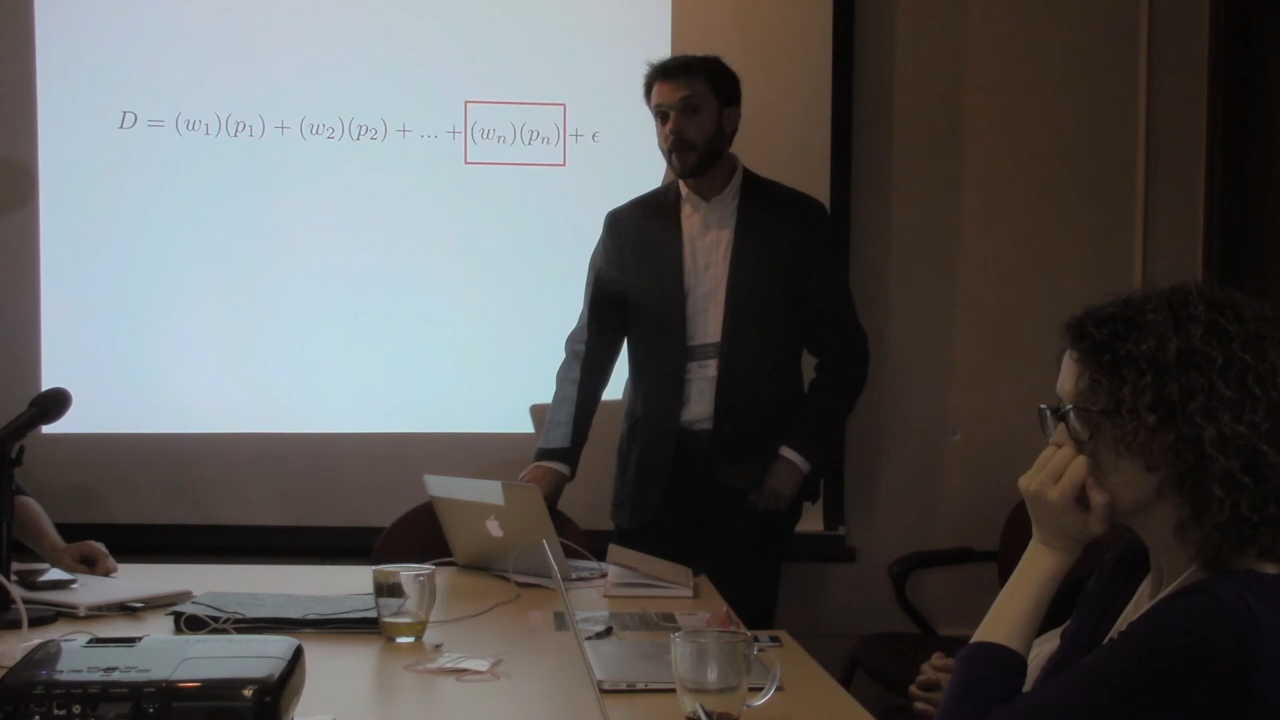 D = (w₁)(p₁) + (w₂)(p₂) + ... + (wₙ)(pₙ) + ϵ